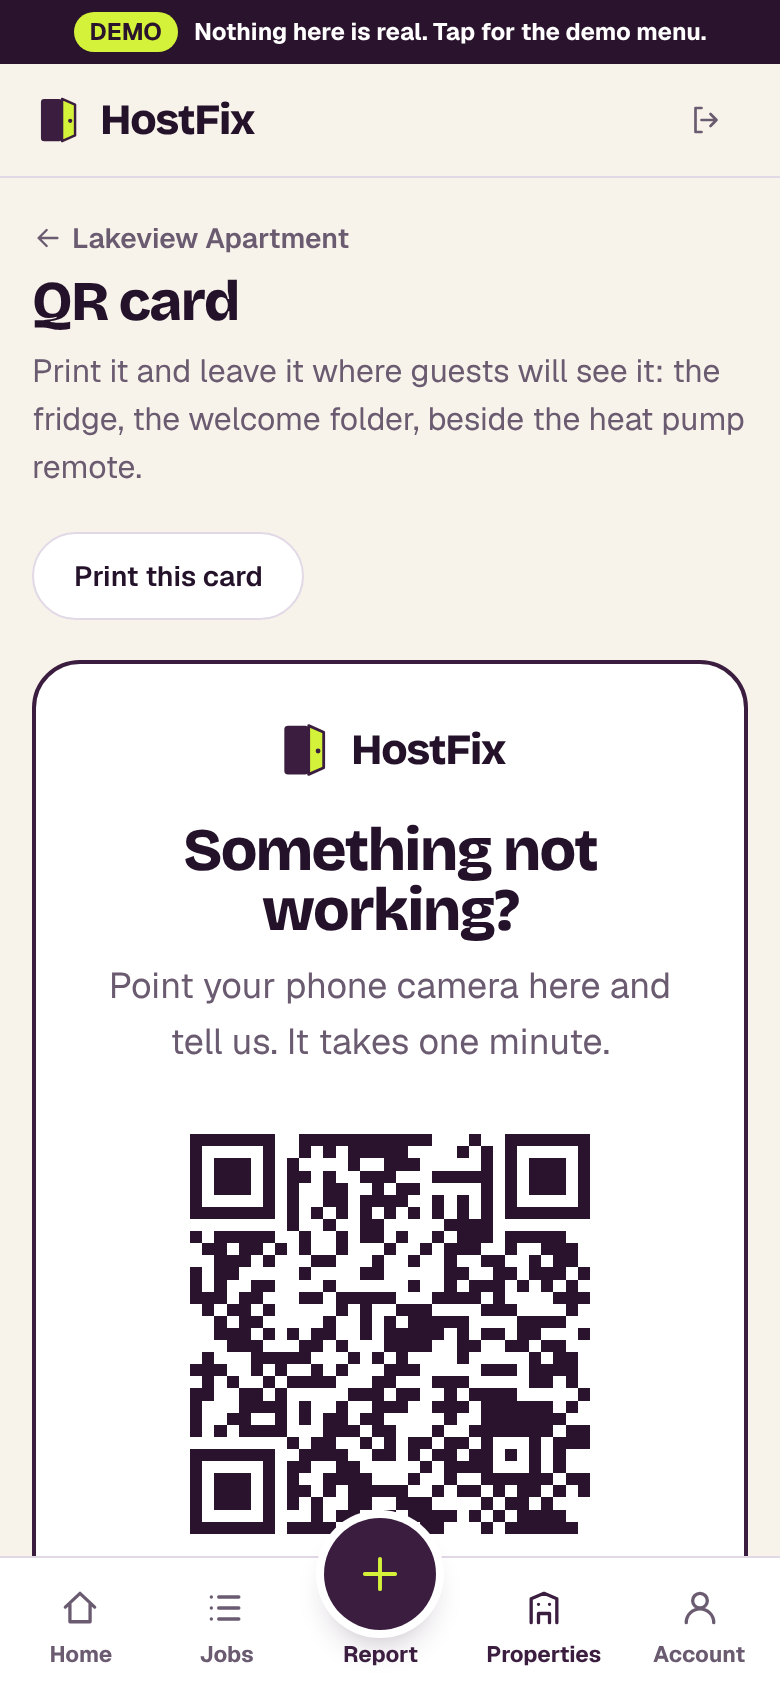 DEMO Nothing here is real. Tap for the demo menu.
HostFix
Lakeview Apartment
QR card
Print it and leave it where guests will see it: the
fridge, the welcome folder, beside the heat pump
remote.
Print this card
HostFix
Something not
working?
Point your phone camera here and
tell us. It takes one minute.
Home Jobs Report Properties Account